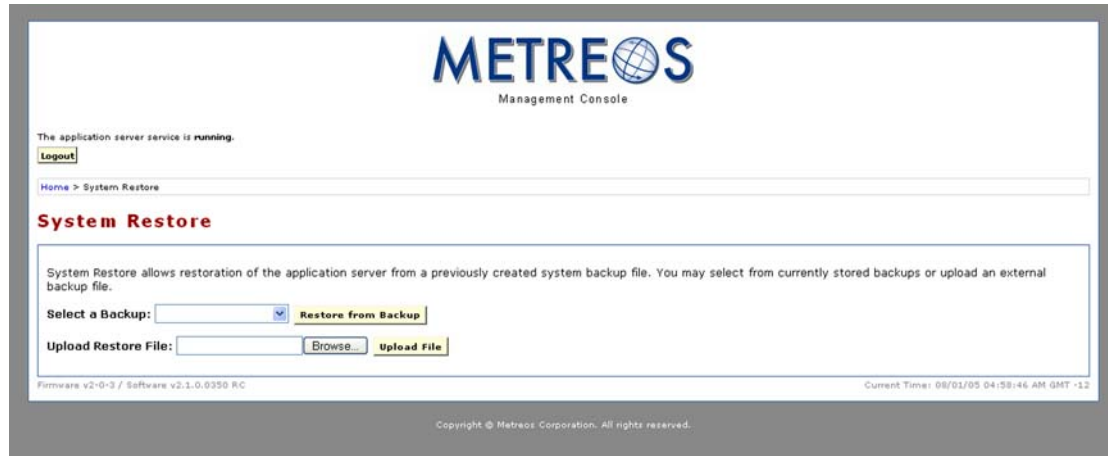 METREOS
Management Console
The application server service is running.
Logout
Home > System Restore
System Restore
System Restore allows restoration of the application server from a previously created system backup file. You may select from currently stored backups or upload an external
backup file.
Select a Backup: Restore from Backup
Upload Restore File: Browse... Upload File
Firmware v2-0-3 / Software v2.1.0.0350 RC Current Time: 08/01/05 04:58:46 AM GMT -12
Copyright © Metreos Corporation. All rights reserved.